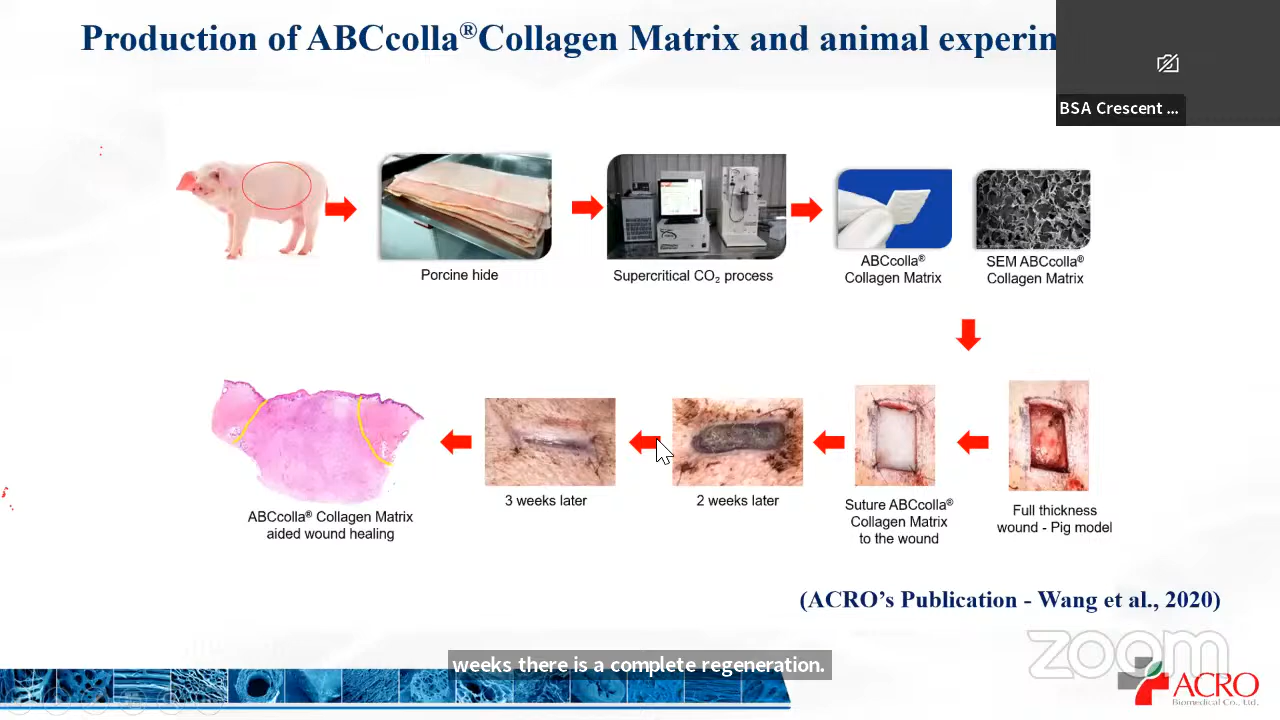 Production of ABCcolla®Collagen Matrix and animal experin
BSA Crescent ...
Porcine hide
Supercritical CO₂ process
ABCcolla®
Collagen Matrix
SEM ABCcolla®
Collagen Matrix
ABCcolla® Collagen Matrix
aided wound healing
3 weeks later
2 weeks later
Suture ABCcolla®
Collagen Matrix
to the wound
Full thickness
wound - Pig model
(ACRO’s Publication - Wang et al., 2020)
zoom
weeks there is a complete regeneration.
ACRO
Biomedical Co., Ltd.